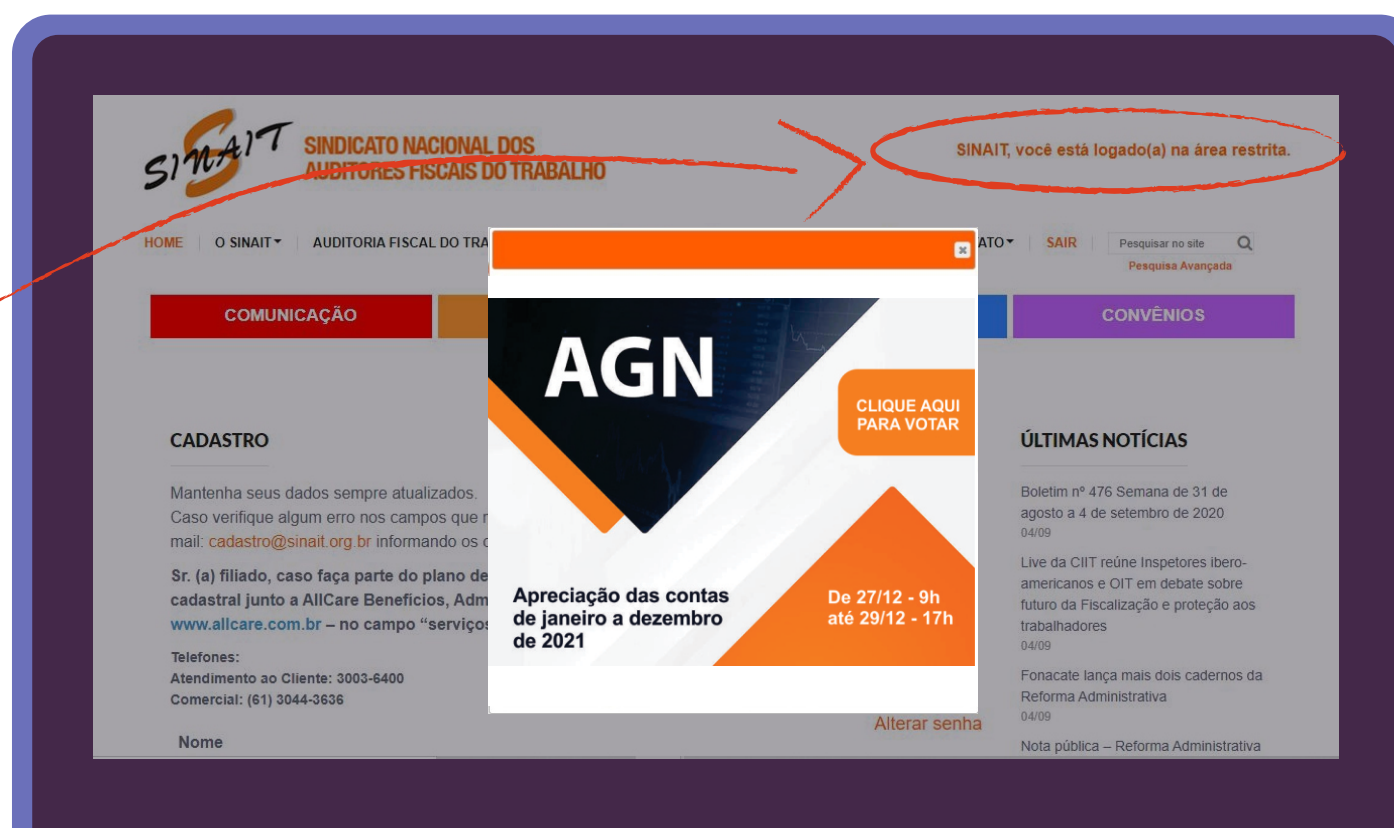 SINAIT
SINDICATO NACIONAL DOS
AUDITORES FISCAIS DO TRABALHO
SINAIT, você está logado(a) na área restrita.
HOME O SINAIT AUDITORIA FISCAL DO TRA ATO SAIR Pesquisar no site
Pesquisa Avançada
COMUNICAÇÃO
CONVÊNIOS
AGN
CLIQUE AQUI
PARA VOTAR
Apreciação das contas
de janeiro a dezembro
de 2021
De 27/12 - 9h
até 29/12 - 17h
CADASTRO
Mantenha seus dados sempre atualizados.
Caso verifique algum erro nos campos que
mail: cadastro@sinait.org.br informando os
Sr. (a) filiado, caso faça parte do plano de
cadastral junto a AllCare Beneficios, Adm
www.allcare.com.br – no campo “serviços
Telefones:
Atendimento ao Cliente: 3003-6400
Comercial: (61) 3044-3636
Nome
Alterar senha
ÚLTIMAS NOTÍCIAS
Boletim nº 476 Semana de 31 de
agosto a 4 de setembro de 2020
04/09
Live da CIIT reúne Inspetores ibero-
americanos e OIT em debate sobre
futuro da Fiscalização e proteção aos
trabalhadores
04/09
Fonacate lança mais dois cadernos da
Reforma Administrativa
04/09
Nota pública – Reforma Administrativa